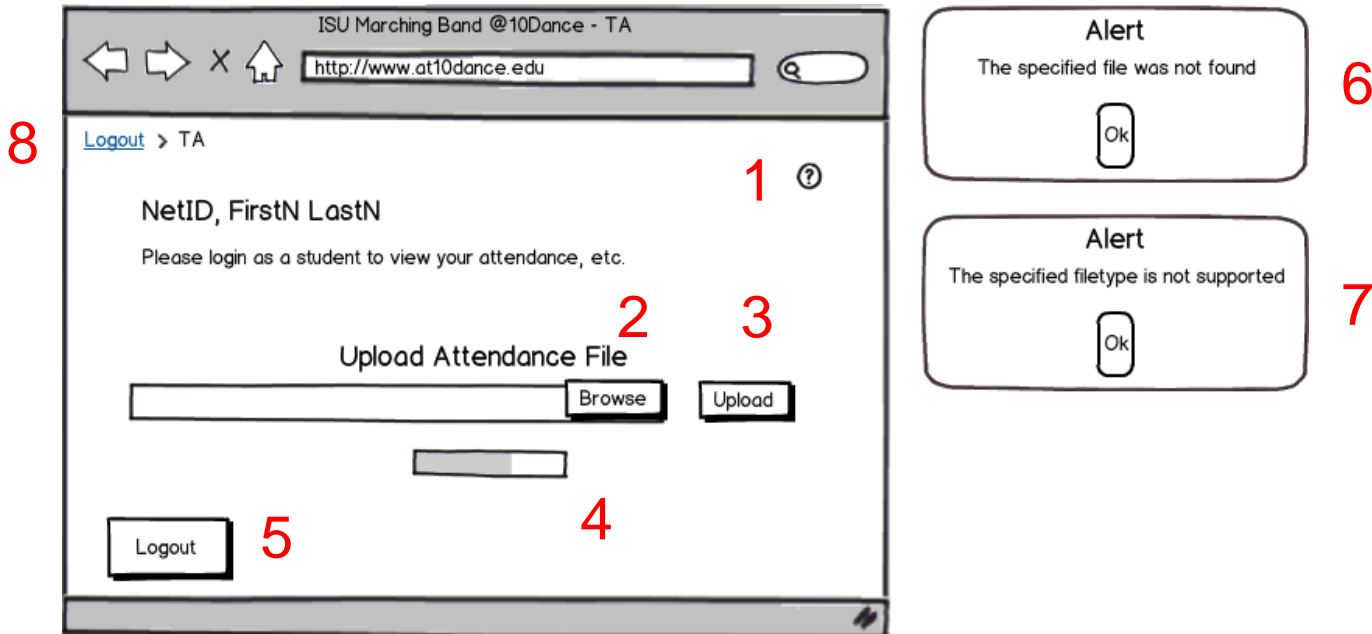 ISU Marching Band @10Dance - TA
http://www.at10dance.edu
8
Logout > TA
1
?
NetID, FirstN LastN
Please login as a student to view your attendance, etc.
2
3
Upload Attendance File
Browse
Upload
4
Logout
5
Alert
The specified file was not found
Ok
6
Alert
The specified filetype is not supported
Ok
7